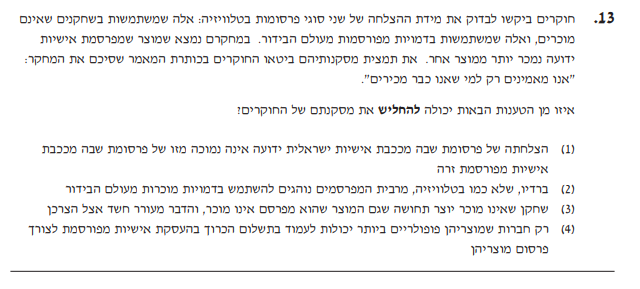 13. חוקרים ביקשו לבדוק את מידת ההצלחה של שני סוגי פרסומות בטלוויזיה: אלה שמשתמשות בשחקנים שאינם
מוכרים, ואלה שמשתמשות בדמויות מפורסמות מעולם הבידור. במחקרם נמצא שמוצר שמפרסמת אישיות
ידועה נמכר יותר ממוצר אחר. את תמצית מסקנותיהם ביטאו החוקרים בכותרת המאמר שסיכם את המחקר:
"אנו מאמינים רק למי שאנו כבר מכירים".
איזו מן הטענות הבאות יכולה להחליש את מסקנתם של החוקרים?
(1) הצלחתה של פרסומת שבה מככבת אישיות ישראלית ידועה אינה נמוכה מזו של פרסומת שבה מככבת
אישיות מפורסמת זרה
(2) ברדיו, שלא כמו בטלוויזיה, מרבית המפרסמים נוהגים להשתמש בדמויות מוכרות מעולם הבידור
(3) שחקן שאינו מוכר יוצר תחושה שגם המוצר שהוא מפרסם אינו מוכר, והדבר מעורר חשד אצל הצרכן
(4) רק חברות שמוצריהן פופולריים ביותר יכולות לעמוד בתשלום הכרוך בהעסקת אישיות מפורסמת לצורך
פרסום מוצריהן